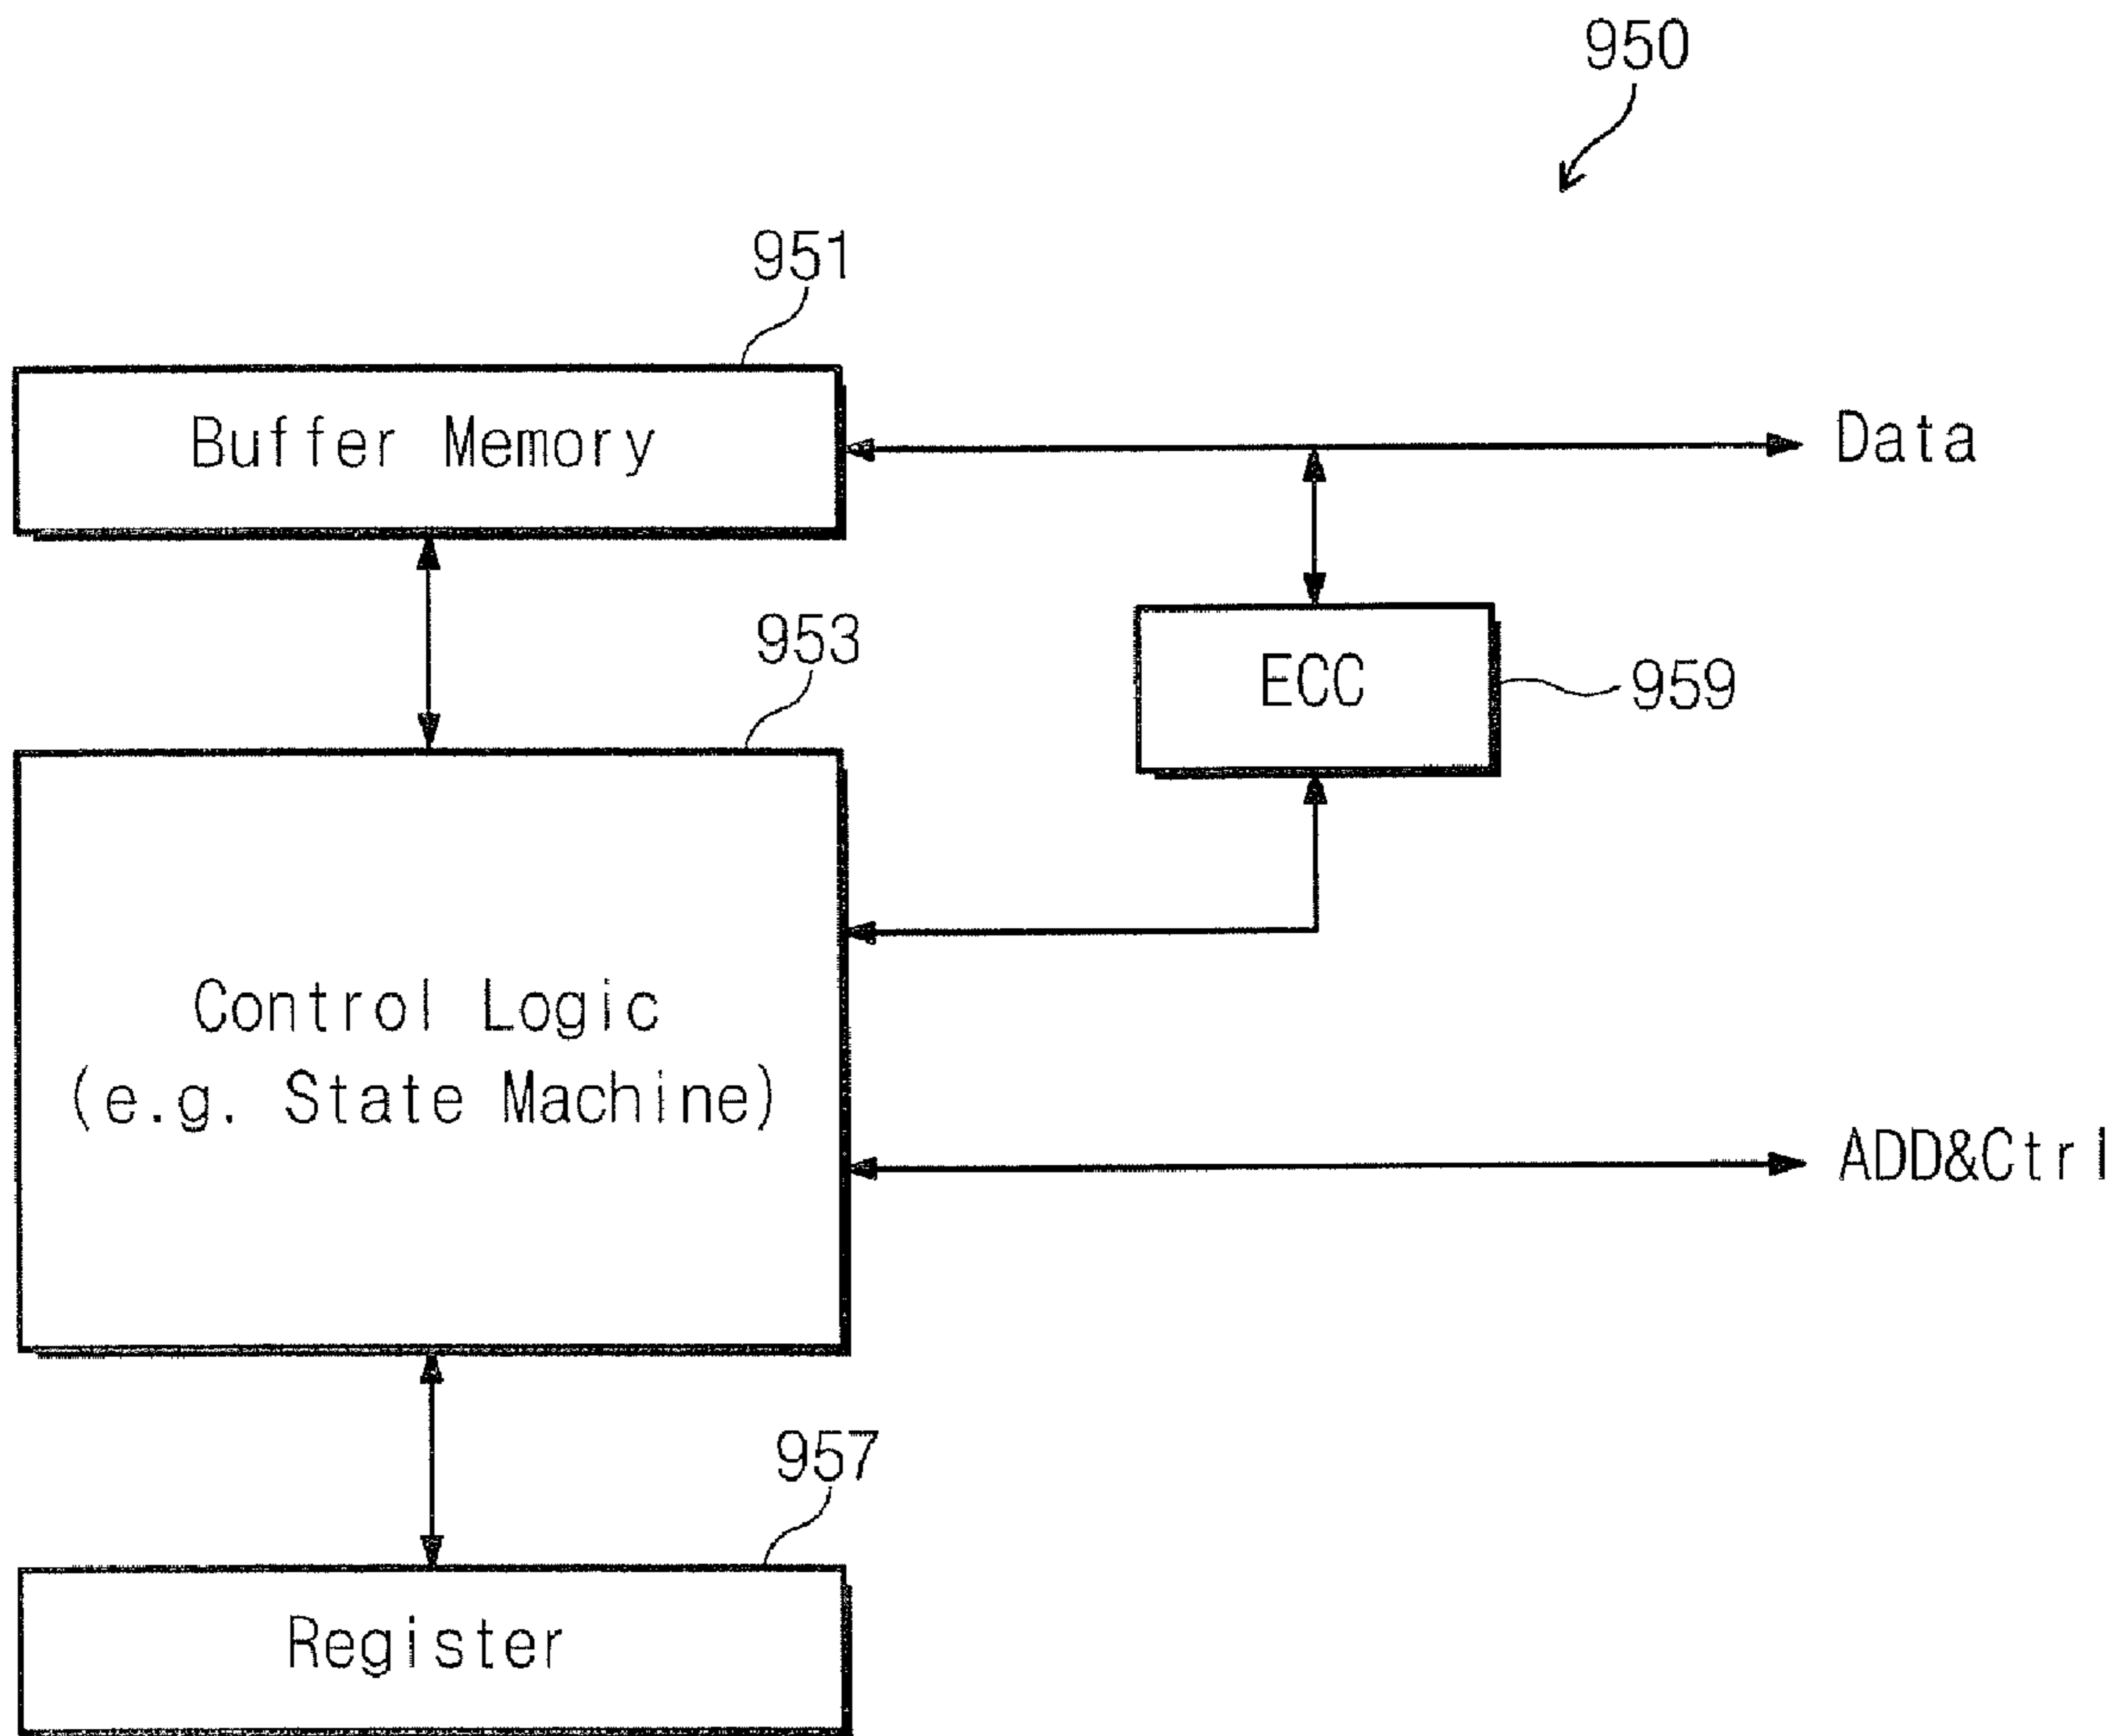 950
951
Buffer Memory
Data
953
ECC
959
Control Logic
(e.g. State Machine)
ADD&Ctrl
957
Register